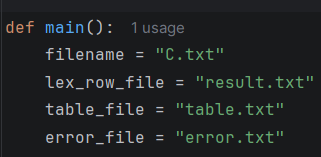 def main():  1 usage
    filename = "C.txt"
    lex_row_file = "result.txt"
    table_file = "table.txt"
    error_file = "error.txt"